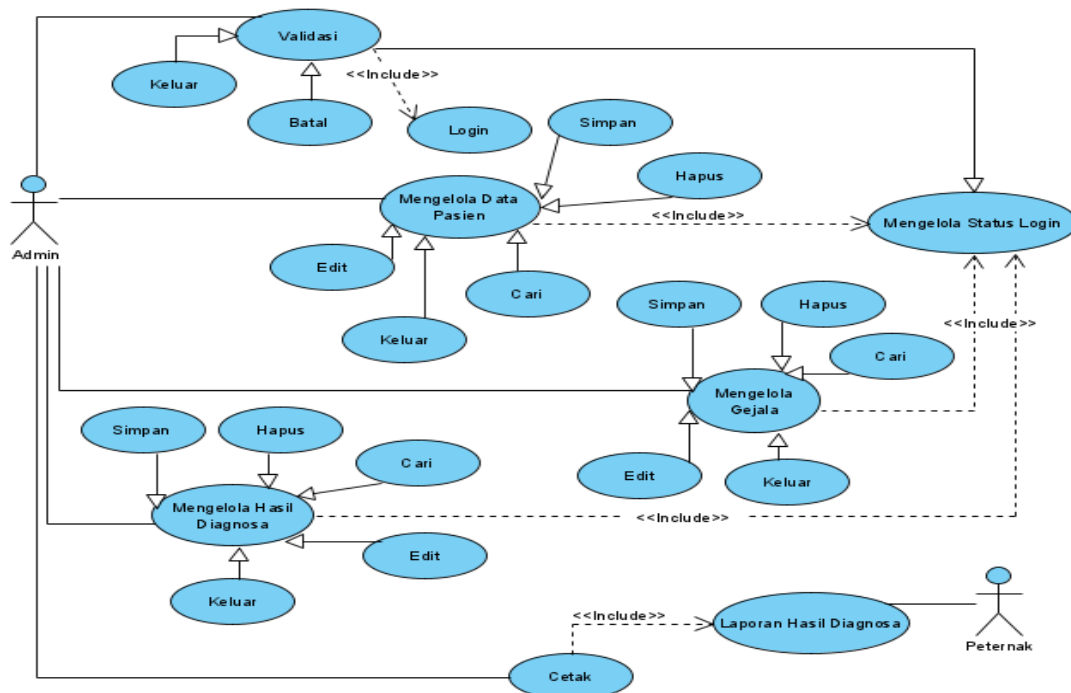 Validasi
<<Include>>
Keluar
Batal
Login
Simpan
Hapus
Mengelola Data
Pasien
<<Include>>
Mengelola Status Login
Admin
Edit
Cari
Keluar
Simpan
Hapus
<<Include>>
Cari
Mengelola
Gejala
Simpan
Hapus
Cari
Edit
Keluar
Mengelola Hasil
Diagnosa
<<Include>>
Edit
Keluar
<<Include>>
Laporan Hasil Diagnosa
Peternak
Cetak